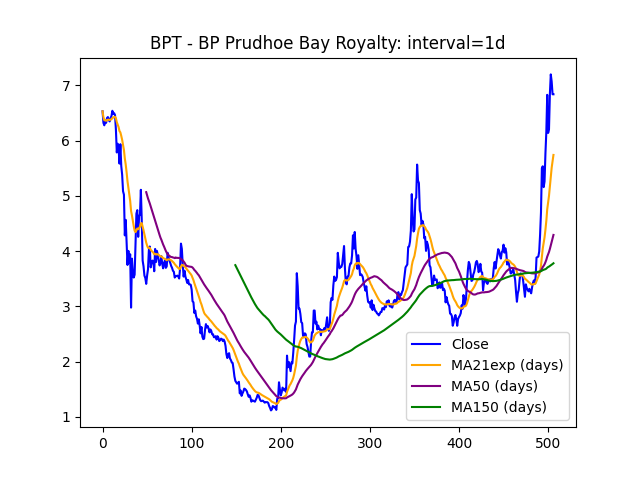 BPT - BP Prudhoe Bay Royalty: interval=1d
7
6
5
4
3
2
1
0
100
200
300
400
500
Close
MA21exp (days)
MA50 (days)
MA150 (days)